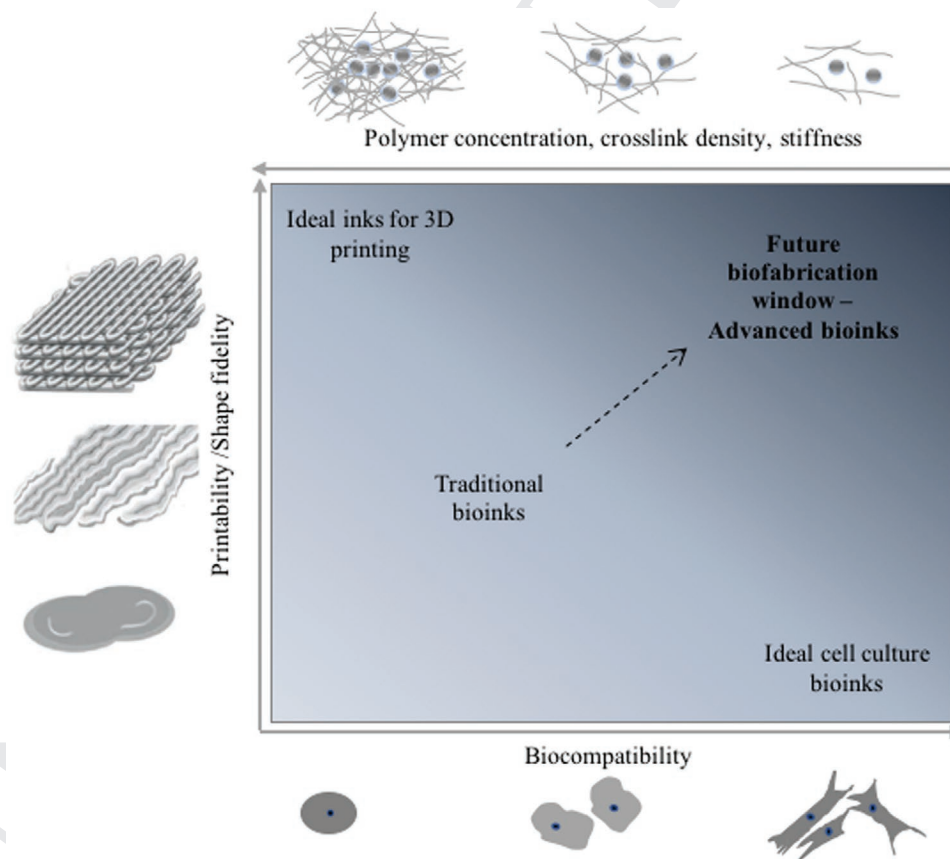 Polymer concentration, crosslink density, stiffness
Ideal inks for 3D
printing
Future
biofabrication
window –
Advanced bioinks
Printability /Shape fidelity
Traditional
bioinks
Ideal cell culture
bioinks
Biocompatibility